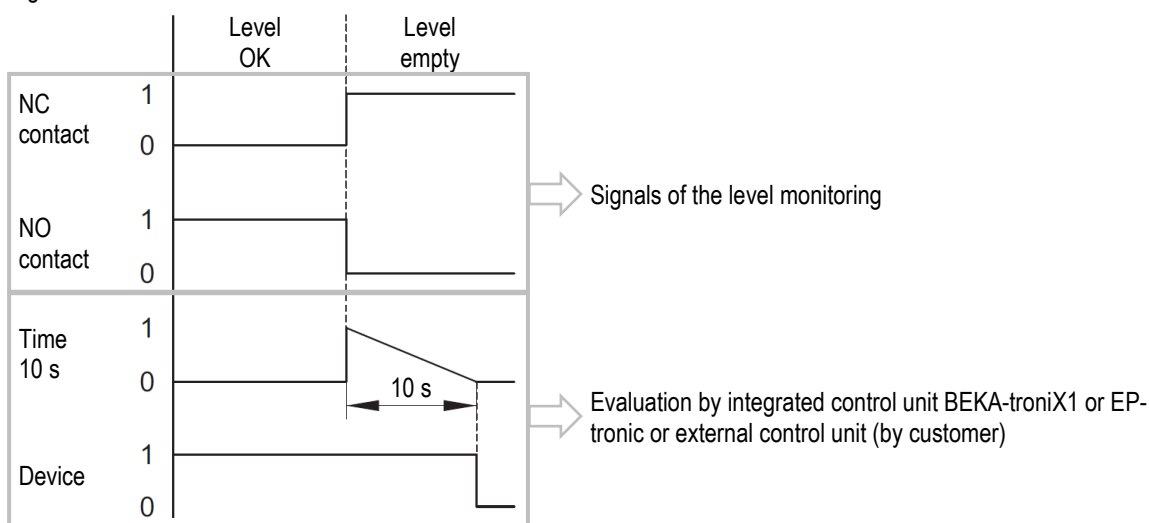 Level
OK
Level
empty
NC
contact
1
0
NO
contact
1
0
Signals of the level monitoring
Time
10 s
1
0
10 s
Device
1
0
Evaluation by integrated control unit BEKA-troniX1 or EP-
tronic or external control unit (by customer)